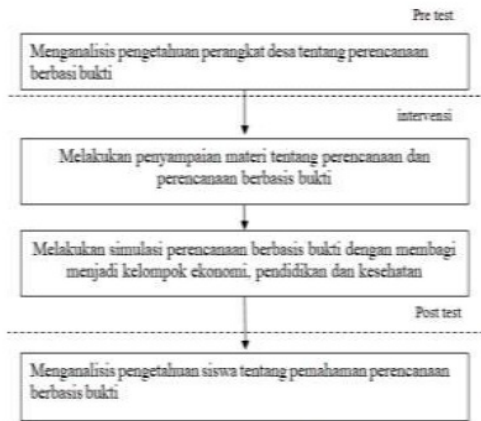 Pre test
Menganalisis pengetahuan perangkat desa tentang perencanaan
berbasi bukti
intervensi
Melakukan penyampaian materi tentang perencanaan dan
perencanaan berbasis bukti
Melakukan simulasi perencanaan berbasis bukti dengan membagi
menjadi kelompok ekonomi, pendidikan dan kesehatan
Post test
Menganalisis pengetahuan siswa tentang pemahaman perencanaan
berbasis bukti